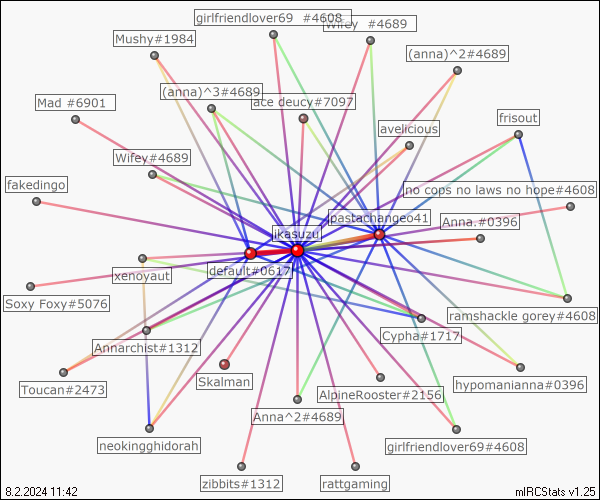 girlfriendlover69 #4608
Wifey #4689
Mushy#1984
(anna)^2#4689
(anna)^3#4689
ace deucy#7097
Mad #6901
frisout
avelicious
Wifey#4689
fakedingo
no cops no laws no hope#4608
jpastachangeo41
Anna.#0396
jkasuzu
default#0617
xenoyaut
Soxy Foxy#5076
ramshackle gorey#4608
Cypha#1717
Annarchist#1312
Skalman
hypomanianna#0396
Toucan#2473
AlpineRooster#2156
Anna^2#4689
neokingghidorah
girlfriendlover69#4608
zibbits#1312
rattgaming
8.2.2024 11:42
mIRCStats v1.25